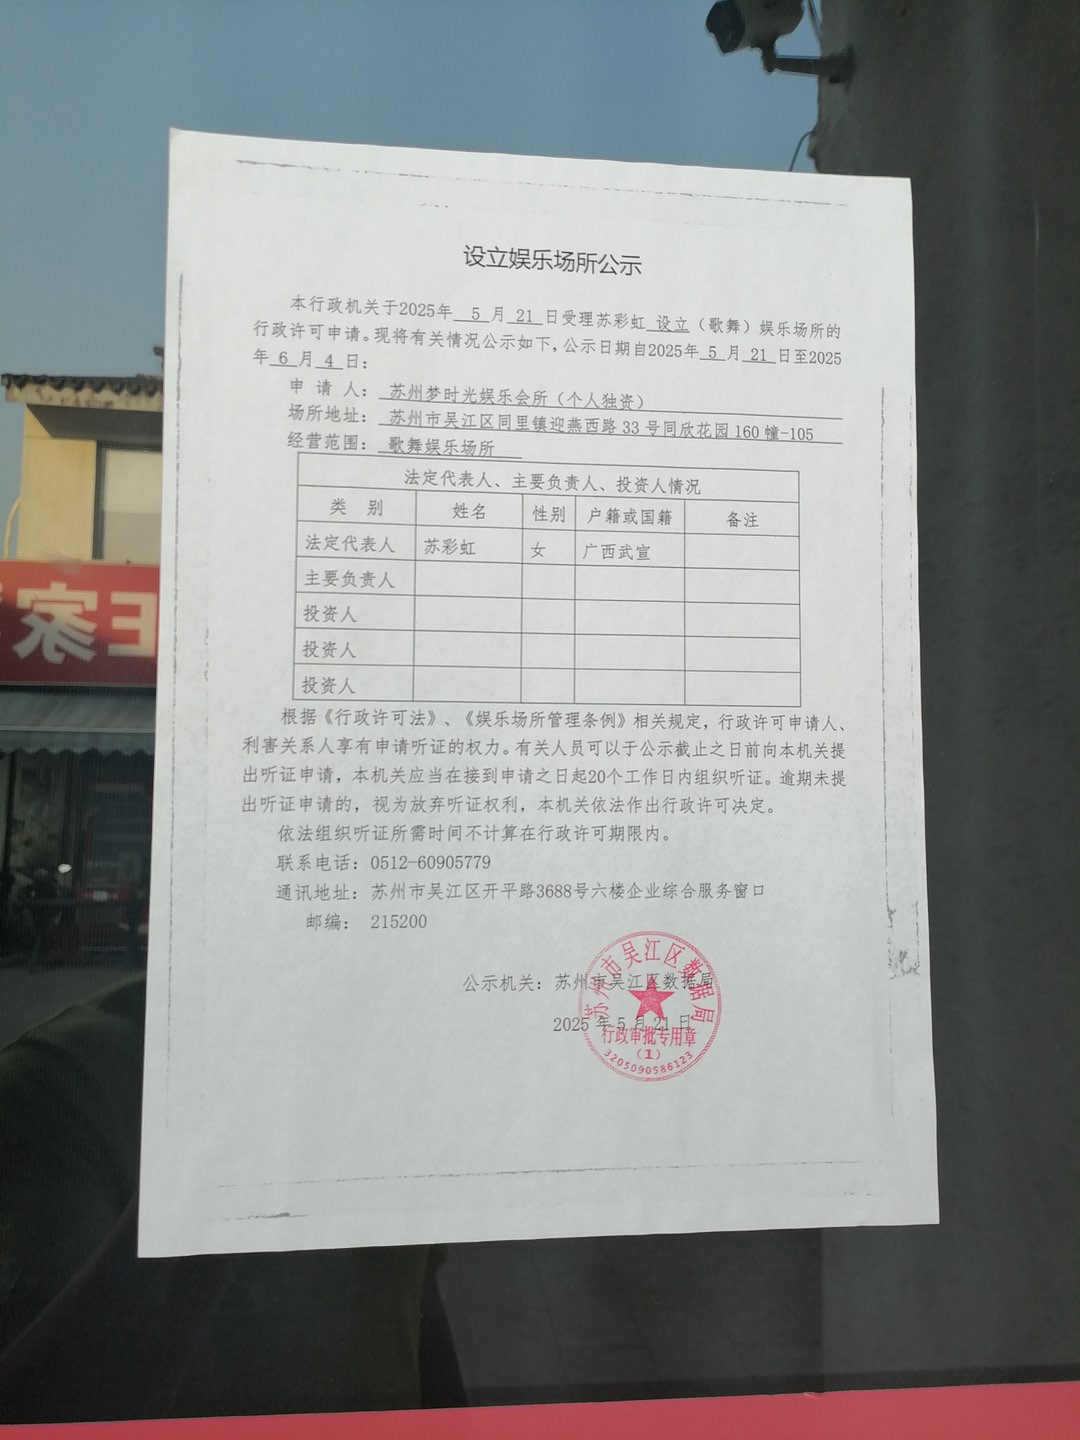 设立娱乐场所公示
本行政机关于2025年 5 月 21 日受理苏彩虹 设立（歌舞）娱乐场所的
行政许可申请。现将有关情况公示如下，公示日期自2025年 5 月 21 日至2025
年 6 月 4 日：
申 请 人： 苏州梦时光娱乐会所（个人独资）
场所地址： 苏州市吴江区同里镇迎燕西路 33 号同欣花园 160 幢-105
经营范围： 歌舞娱乐场所
法定代表人、主要负责人、投资人情况
类 别 姓名 性别 户籍或国籍 备注
法定代表人 苏彩虹 女 广西武宣
主要负责人
投资人
投资人
投资人
根据《行政许可法》、《娱乐场所管理条例》相关规定，行政许可申请人、
利害关系人享有申请听证的权力。有关人员可以于公示截止之日前向本机关提
出听证申请，本机关应当在接到申请之日起20个工作日内组织听证。逾期未提
出听证申请的，视为放弃听证权利，本机关依法作出行政许可决定。
依法组织听证所需时间不计算在行政许可期限内。
联系电话：0512-60905779
通讯地址：苏州市吴江区开平路3688号六楼企业综合服务窗口
邮编： 215200
公示机关：苏州市吴江区数据局
2025 年 5 月 21 日
苏州市吴江区数据局
行政审批专用章
（1）
3205090586123
家